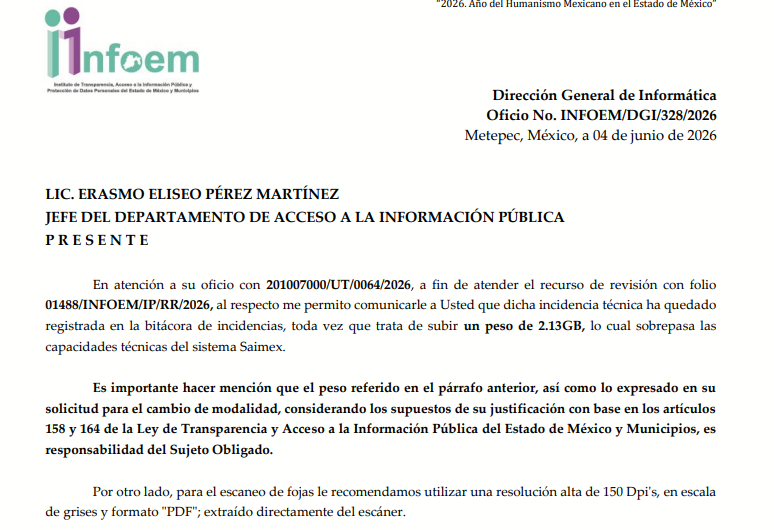 "2026. Año del Humanismo Mexicano en el Estado de México"
infoem
Instituto de Transparencia, Acceso a la Información Pública y
Protección de Datos Personales del Estado de México y Municipios
Dirección General de Informática
Oficio No. INFOEM/DGI/328/2026
Metepec, México, a 04 de junio de 2026
LIC. ERASMO ELISEO PÉREZ MARTÍNEZ
JEFE DEL DEPARTAMENTO DE ACCESO A LA INFORMACIÓN PÚBLICA
P R E S E N T E
En atención a su oficio con 201007000/UT/0064/2026, a fin de atender el recurso de revisión con folio
01488/INFOEM/IP/RR/2026, al respecto me permito comunicarle a Usted que dicha incidencia técnica ha quedado
registrada en la bitácora de incidencias, toda vez que trata de subir un peso de 2.13GB, lo cual sobrepasa las
capacidades técnicas del sistema Saimex.
Es importante hacer mención que el peso referido en el párrafo anterior, así como lo expresado en su
solicitud para el cambio de modalidad, considerando los supuestos de su justificación con base en los artículos
158 y 164 de la Ley de Transparencia y Acceso a la Información Pública del Estado de México y Municipios, es
responsabilidad del Sujeto Obligado.
Por otro lado, para el escaneo de fojas le recomendamos utilizar una resolución alta de 150 Dpi's, en escala
de grises y formato "PDF"; extraído directamente del escáner.